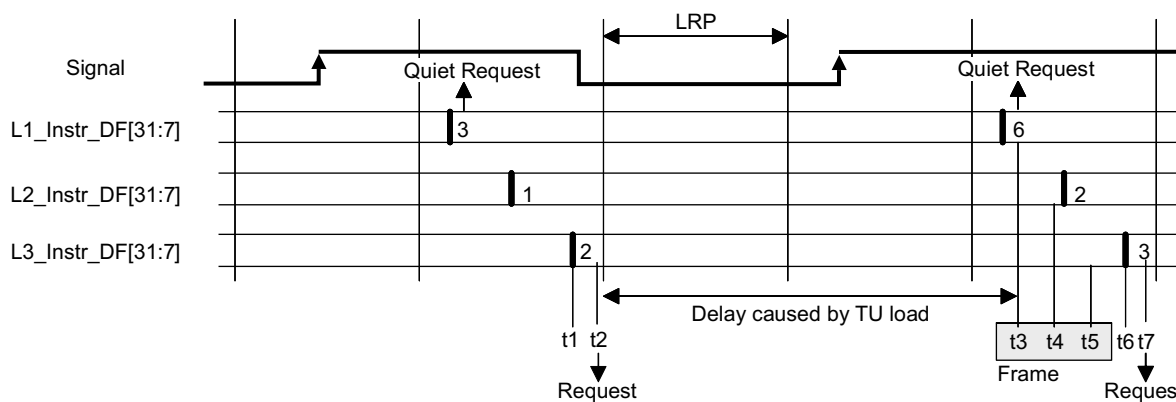 LRP
Signal
Quiet Request
Quiet Request
L1_Instr_DF[31:7]
3
6
L2_Instr_DF[31:7]
1
2
L3_Instr_DF[31:7]
2
3
Delay caused by TU load
t1 t2 t3 t4 t5 t6 t7
Frame
Request
Reques